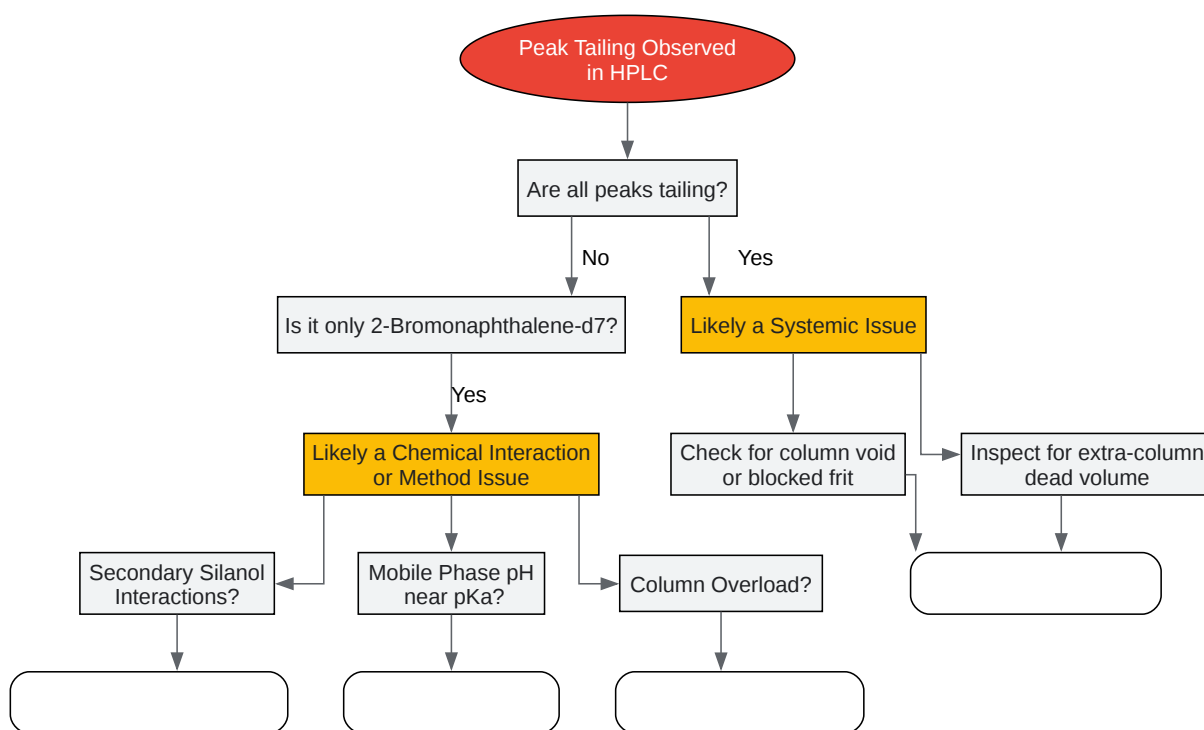 Peak Tailing Observed
in HPLC
Are all peaks tailing?
No
Yes
Is it only 2-Bromonaphthalene-d7?
Likely a Systemic Issue
Yes
Likely a Chemical Interaction
or Method Issue
Check for column void
or blocked frit
Inspect for extra-column
dead volume
Secondary Silanol
Interactions?
Mobile Phase pH
near pKa?
Column Overload?